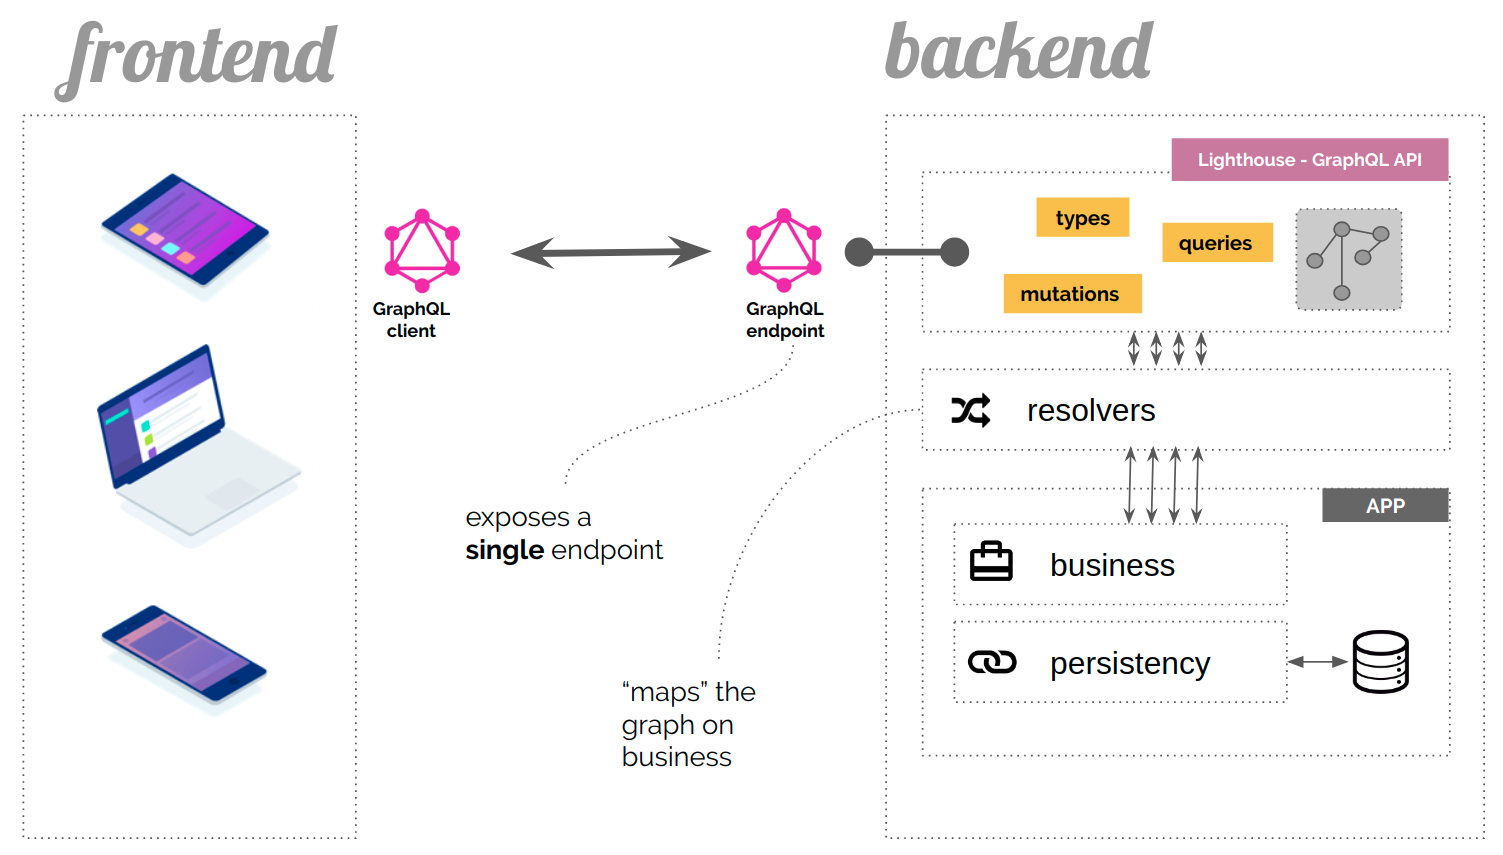 frontend
backend
Lighthouse - GraphQL API
types
queries
mutations
GraphQL
client
GraphQL
endpoint
resolvers
exposes a
single endpoint
APP
business
persistency
“maps” the
graph on
business